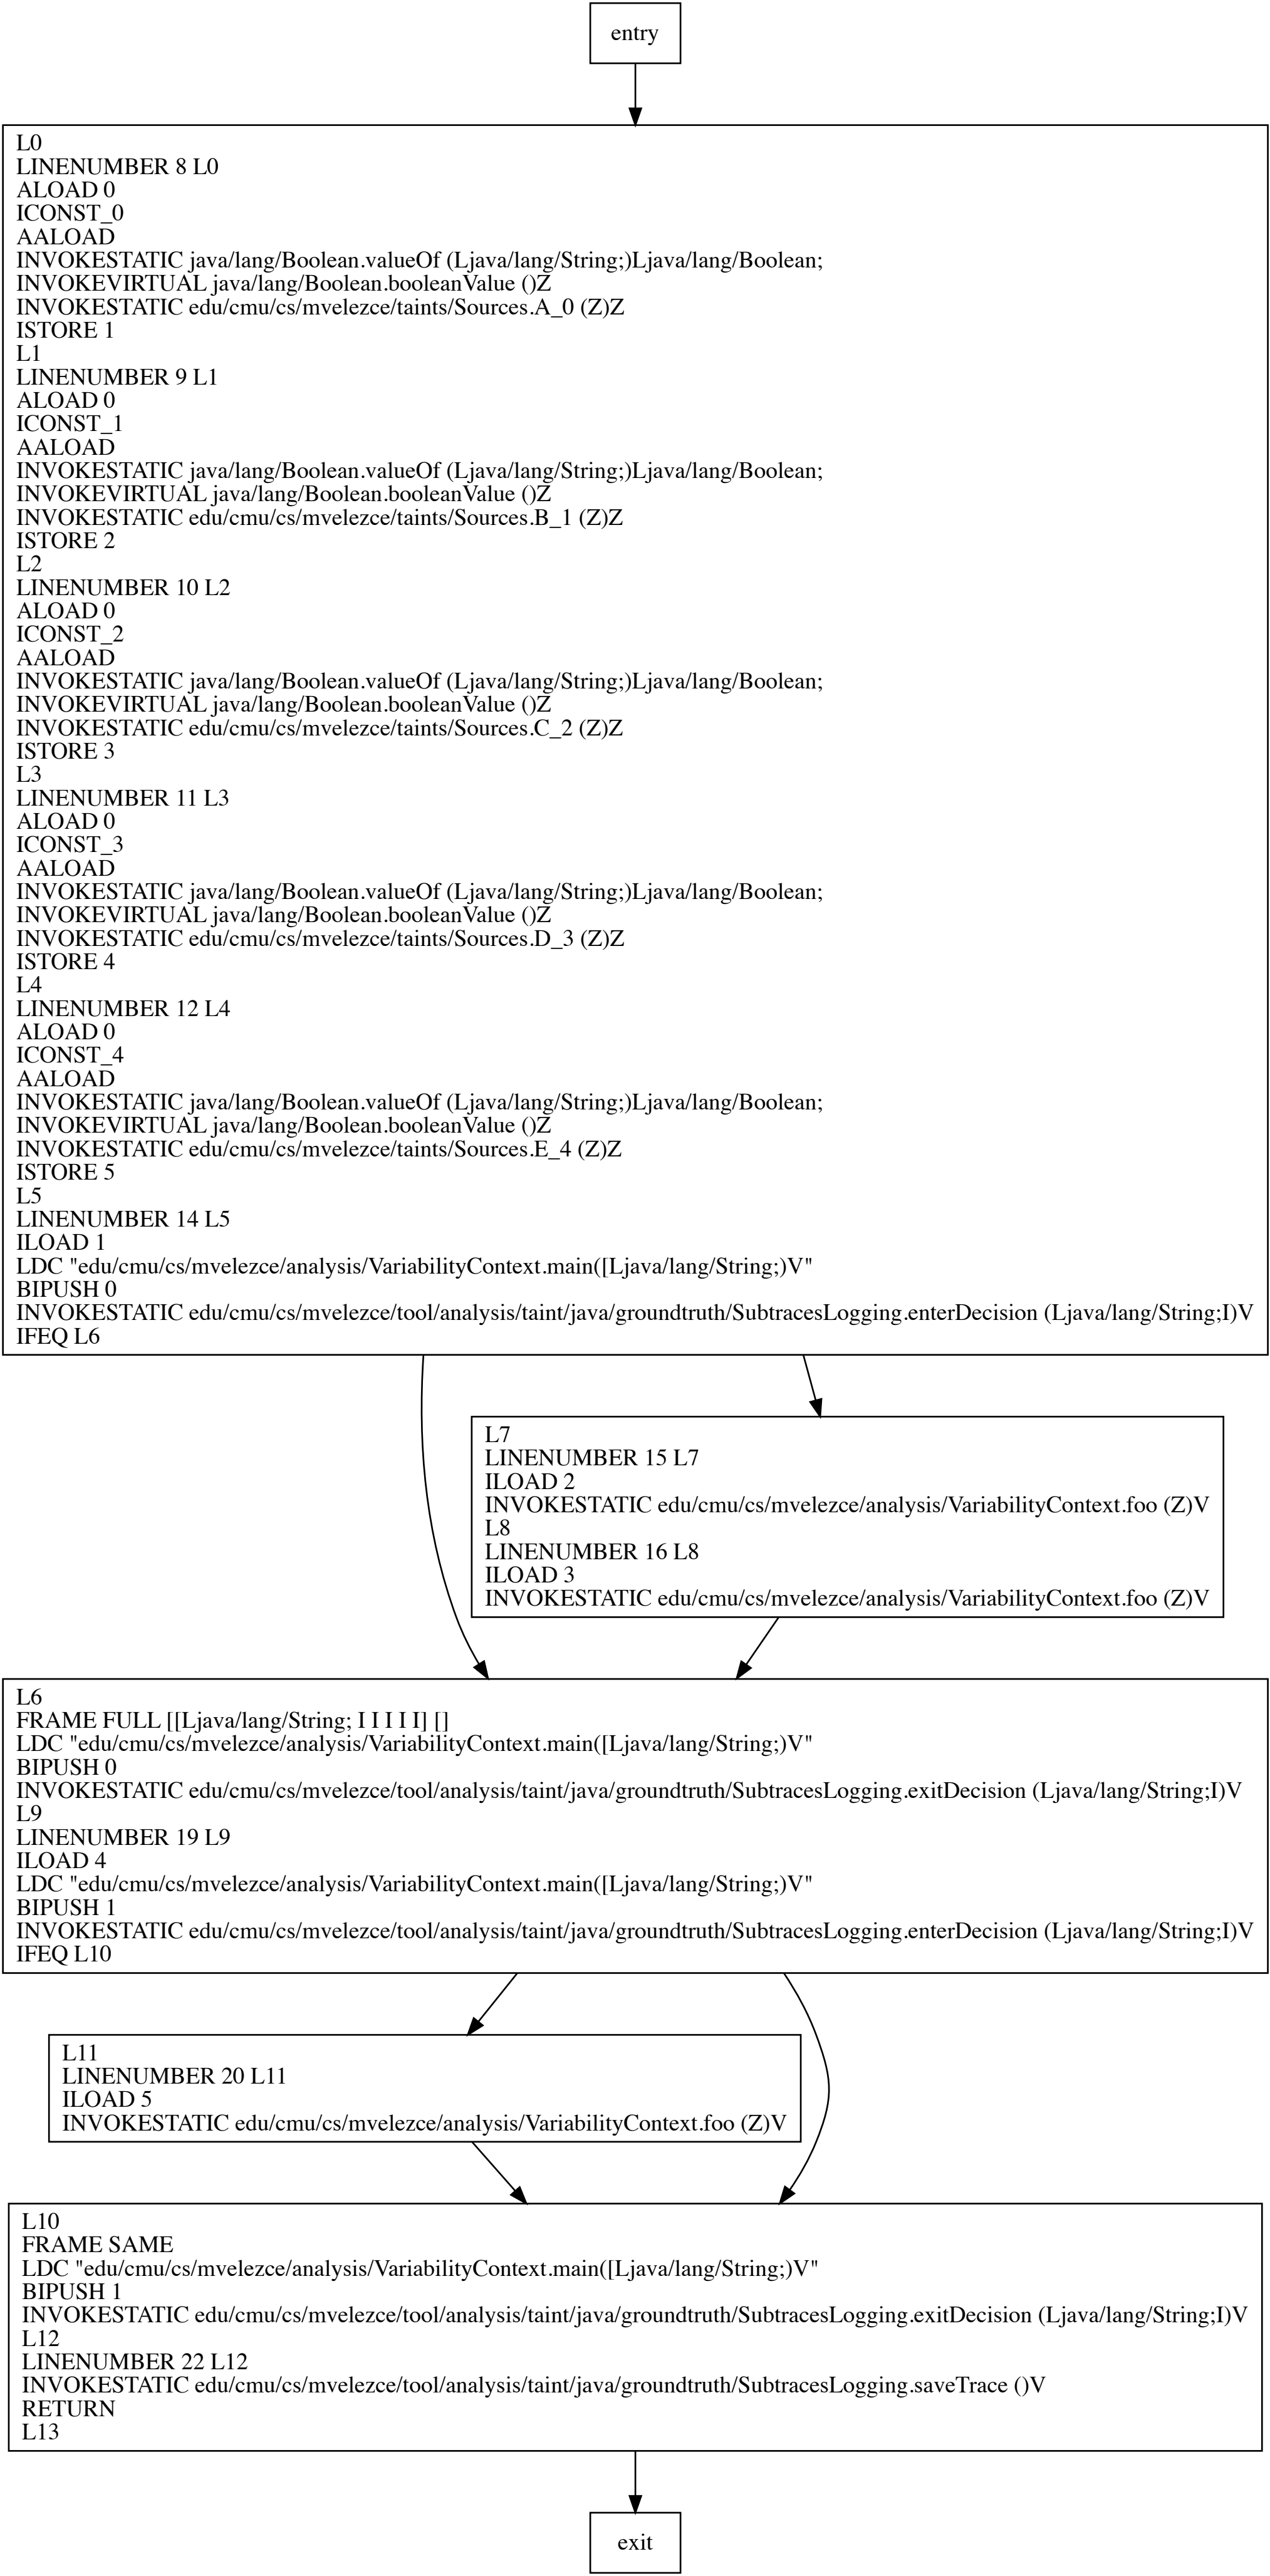 entry
L0
LINENUMBER 8 L0
ALOAD 0
ICONST_0
AALOAD
INVOKESTATIC java/lang/Boolean.valueOf (Ljava/lang/String;)Ljava/lang/Boolean;
INVOKEVIRTUAL java/lang/Boolean.booleanValue ()Z
INVOKESTATIC edu/cmu/cs/mvelezce/taints/Sources.A_0 (Z)Z
ISTORE 1
L1
LINENUMBER 9 L1
ALOAD 0
ICONST_1
AALOAD
INVOKESTATIC java/lang/Boolean.valueOf (Ljava/lang/String;)Ljava/lang/Boolean;
INVOKEVIRTUAL java/lang/Boolean.booleanValue ()Z
INVOKESTATIC edu/cmu/cs/mvelezce/taints/Sources.B_1 (Z)Z
ISTORE 2
L2
LINENUMBER 10 L2
ALOAD 0
ICONST_2
AALOAD
INVOKESTATIC java/lang/Boolean.valueOf (Ljava/lang/String;)Ljava/lang/Boolean;
INVOKEVIRTUAL java/lang/Boolean.booleanValue ()Z
INVOKESTATIC edu/cmu/cs/mvelezce/taints/Sources.C_2 (Z)Z
ISTORE 3
L3
LINENUMBER 11 L3
ALOAD 0
ICONST_3
AALOAD
INVOKESTATIC java/lang/Boolean.valueOf (Ljava/lang/String;)Ljava/lang/Boolean;
INVOKEVIRTUAL java/lang/Boolean.booleanValue ()Z
INVOKESTATIC edu/cmu/cs/mvelezce/taints/Sources.D_3 (Z)Z
ISTORE 4
L4
LINENUMBER 12 L4
ALOAD 0
ICONST_4
AALOAD
INVOKESTATIC java/lang/Boolean.valueOf (Ljava/lang/String;)Ljava/lang/Boolean;
INVOKEVIRTUAL java/lang/Boolean.booleanValue ()Z
INVOKESTATIC edu/cmu/cs/mvelezce/taints/Sources.E_4 (Z)Z
ISTORE 5
L5
LINENUMBER 14 L5
ILOAD 1
LDC "edu/cmu/cs/mvelezce/analysis/VariabilityContext.main([Ljava/lang/String;)V"
BIPUSH 0
INVOKESTATIC edu/cmu/cs/mvelezce/tool/analysis/taint/java/groundtruth/SubtracesLogging.enterDecision (Ljava/lang/String;I)V
IFEQ L6
L7
LINENUMBER 15 L7
ILOAD 2
INVOKESTATIC edu/cmu/cs/mvelezce/analysis/VariabilityContext.foo (Z)V
L8
LINENUMBER 16 L8
ILOAD 3
INVOKESTATIC edu/cmu/cs/mvelezce/analysis/VariabilityContext.foo (Z)V
L6
FRAME FULL [[Ljava/lang/String; I I I I I] []
LDC "edu/cmu/cs/mvelezce/analysis/VariabilityContext.main([Ljava/lang/String;)V"
BIPUSH 0
INVOKESTATIC edu/cmu/cs/mvelezce/tool/analysis/taint/java/groundtruth/SubtracesLogging.exitDecision (Ljava/lang/String;I)V
L9
LINENUMBER 19 L9
ILOAD 4
LDC "edu/cmu/cs/mvelezce/analysis/VariabilityContext.main([Ljava/lang/String;)V"
BIPUSH 1
INVOKESTATIC edu/cmu/cs/mvelezce/tool/analysis/taint/java/groundtruth/SubtracesLogging.enterDecision (Ljava/lang/String;I)V
IFEQ L10
L11
LINENUMBER 20 L11
ILOAD 5
INVOKESTATIC edu/cmu/cs/mvelezce/analysis/VariabilityContext.foo (Z)V
L10
FRAME SAME
LDC "edu/cmu/cs/mvelezce/analysis/VariabilityContext.main([Ljava/lang/String;)V"
BIPUSH 1
INVOKESTATIC edu/cmu/cs/mvelezce/tool/analysis/taint/java/groundtruth/SubtracesLogging.exitDecision (Ljava/lang/String;I)V
L12
LINENUMBER 22 L12
INVOKESTATIC edu/cmu/cs/mvelezce/tool/analysis/taint/java/groundtruth/SubtracesLogging.saveTrace ()V
RETURN
L13
exit